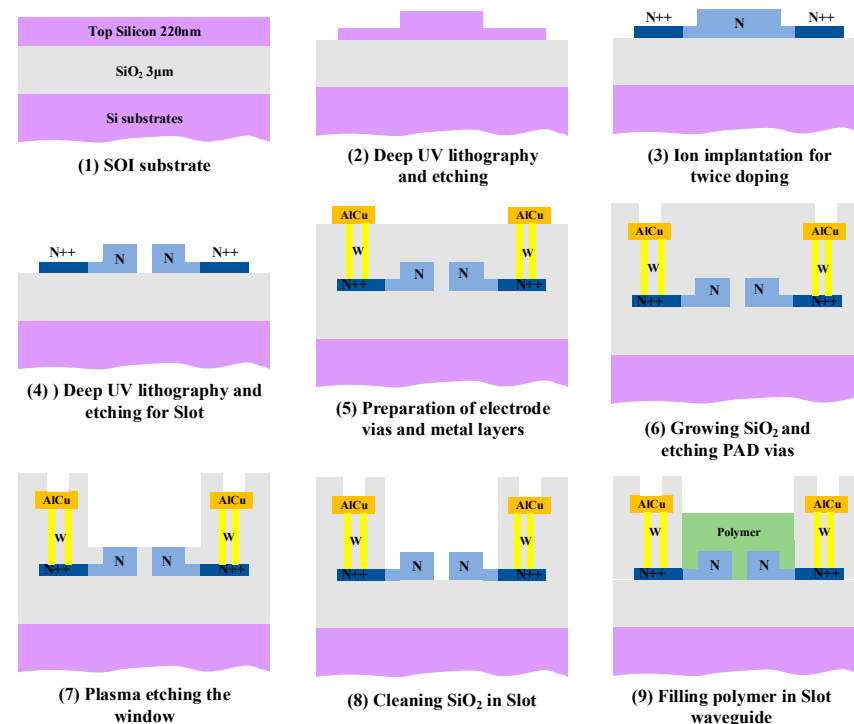 Top Silicon 220nm
SiO₂ 3μm
Si substrates
(1) SOI substrate
(2) Deep UV lithography
and etching
N++ N N++
(3) Ion implantation for
twice doping
N++ N N N++
(4) ) Deep UV lithography and
etching for Slot
AlCu AlCu
W W
N N
N++ N++
(5) Preparation of electrode
vias and metal layers
AlCu AlCu
W W
N N
N++ N++
(6) Growing SiO₂ and
etching PAD vias
AlCu AlCu
W W
N N
N++ N++
(7) Plasma etching the
window
AlCu AlCu
W W
N N
N++ N++
(8) Cleaning SiO₂ in Slot
AlCu AlCu
W Polymer W
N N
N++ N++
(9) Filling polymer in Slot
waveguide